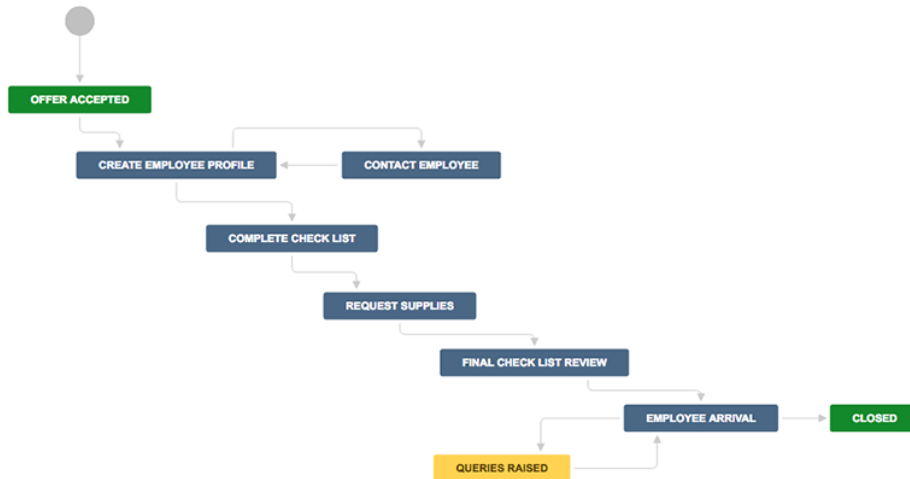 OFFER ACCEPTED
CREATE EMPLOYEE PROFILE
CONTACT EMPLOYEE
COMPLETE CHECK LIST
REQUEST SUPPLIES
FINAL CHECK LIST REVIEW
EMPLOYEE ARRIVAL
CLOSED
QUERIES RAISED